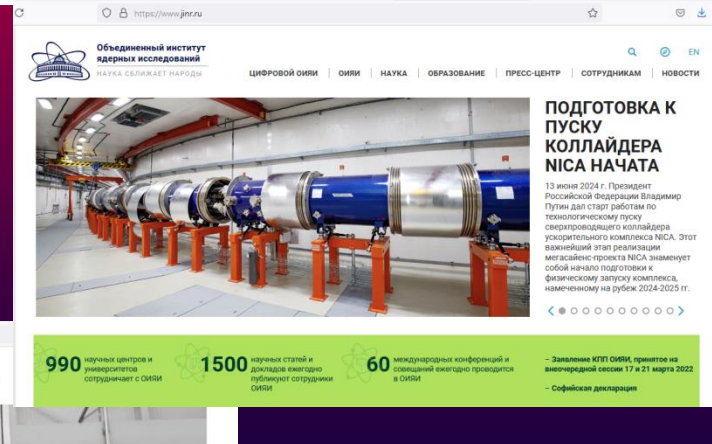 https://www.jinr.ru
Объединенный институт
ядерных исследований
НАУКА СБЛИЖАЕТ НАРОДЫ
EN
ЦИФРОВОЙ ОИЯИ | ОИЯИ | НАУКА | ОБРАЗОВАНИЕ | ПРЕСС-ЦЕНТР | СОТРУДНИКАМ | НОВОСТИ
ПОДГОТОВКА К
ПУСКУ
КОЛЛАЙДЕРА
NICA НАЧАТА
13 июня 2024 г. Президент
Российской Федерации Владимир
Путин дал старт работам по
технологическому пуску
сверхпроводящего коллайдера
ускорительного комплекса NICA. Этот
важнейший этап реализации
мегасайенс-проекта NICA знаменует
собой начало подготовки к
физическому запуску комплекса,
намеченному на рубеж 2024-2025 гг.
990 научных центров и
университетов
сотрудничает с ОИЯИ
1500 научных статей и
докладов ежегодно
публикуют сотрудники
ОИЯИ
60 международных конференций и
совещаний ежегодно проводится
в ОИЯИ
– Заявление КПП ОИЯИ, принятое на
внеочередной сессии 17 и 21 марта 2022
– Софийская декларация